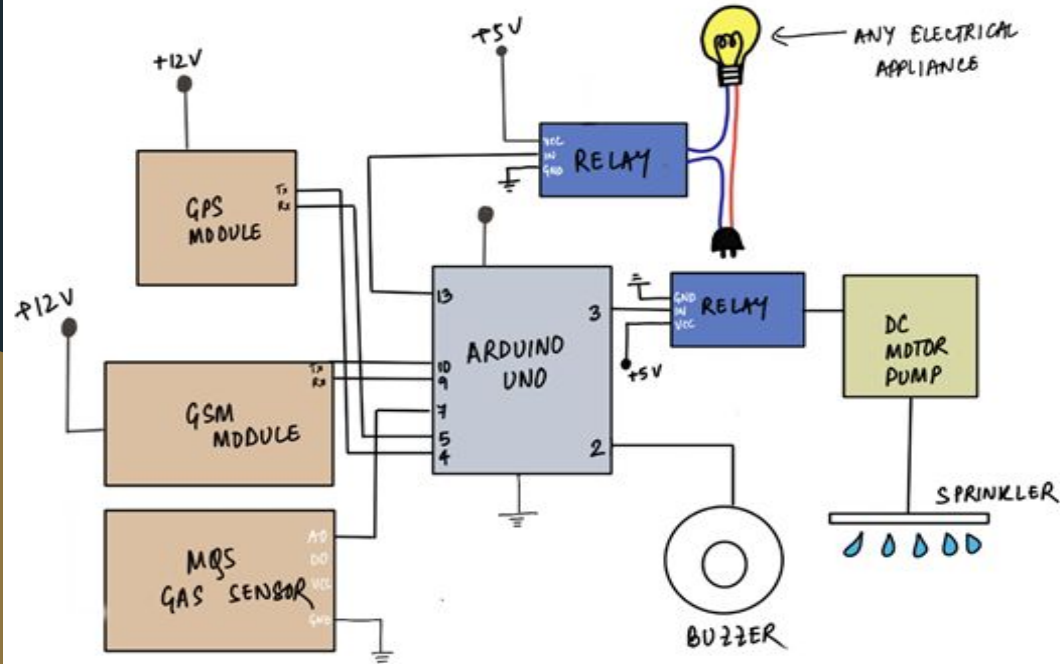 +12V
GPS
MODULE
Tx
Rx
+12V
GSM
MODULE
Tx
Rx
MQ5
GAS SENSOR
A0
D0
VCC
GND
ARDUINO
UNO
13
10
9
7
5
4
3
2
+5V
VCC
IN
GND
RELAY
ANY ELECTRICAL
APPLIANCE
GND
IN
VCC
RELAY
+5V
DC
MOTOR
PUMP
SPRINKLER
BUZZER